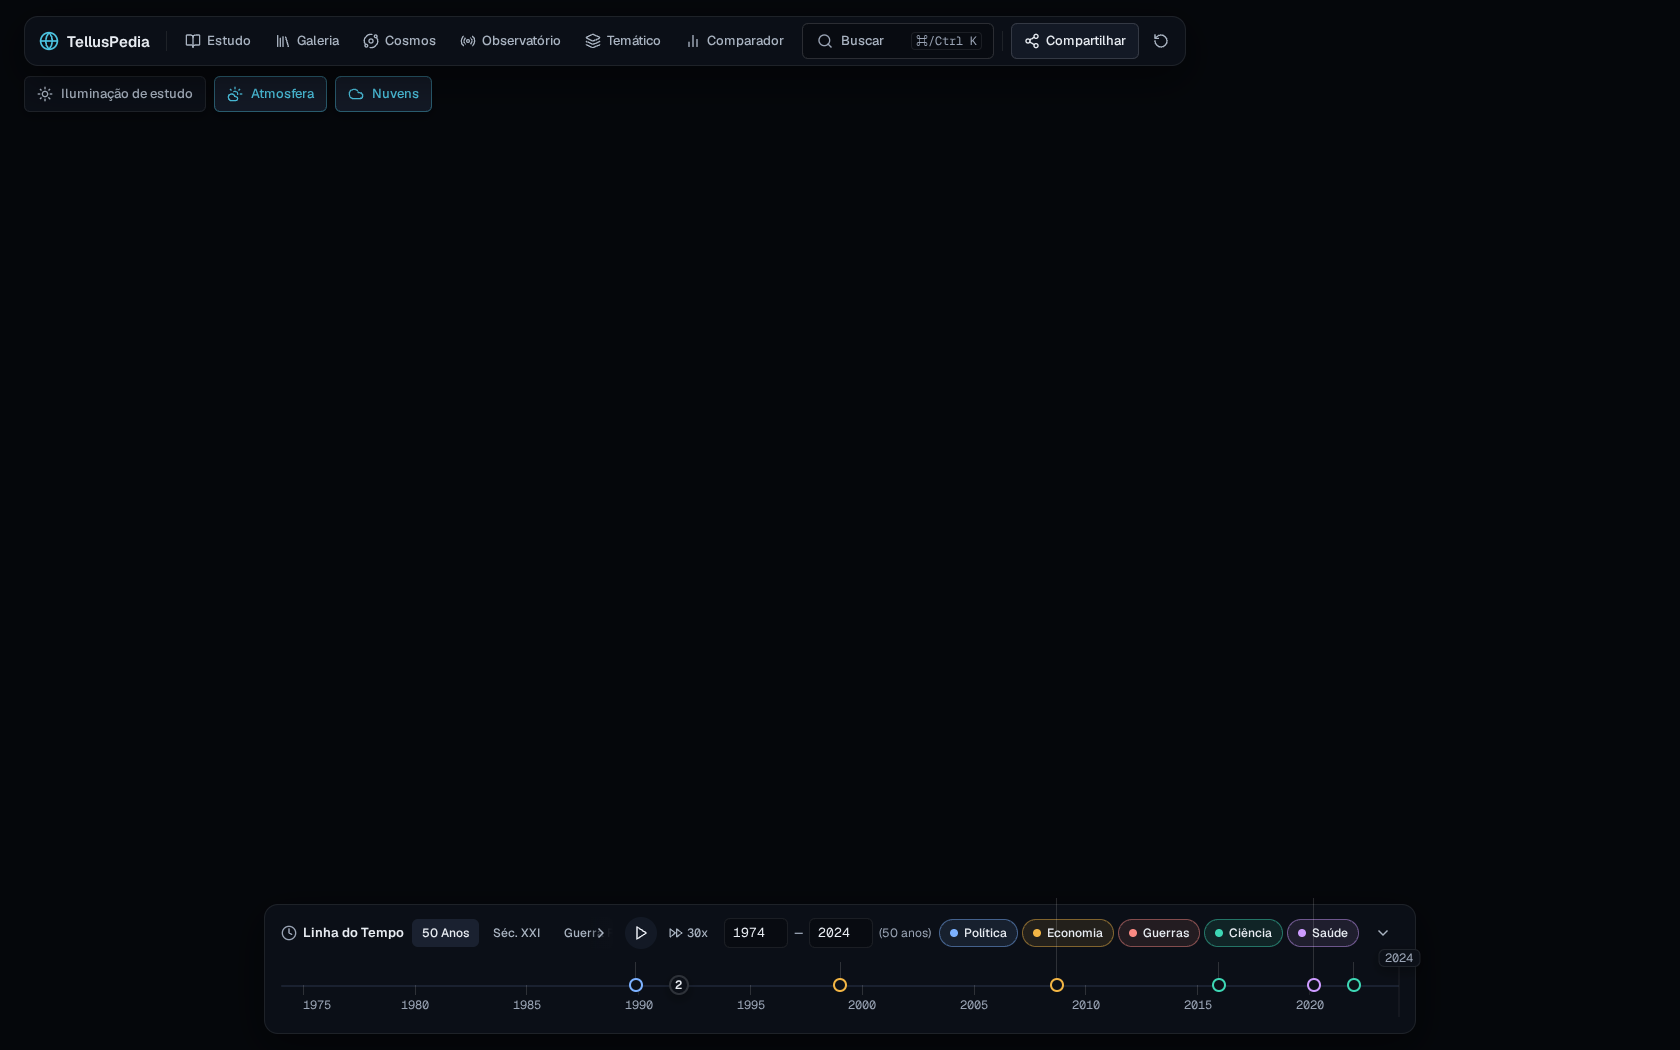 TellusPedia Estudo Galeria Cosmos Observatório Temático Comparador Buscar ⌘/Ctrl K Compartilhar
Iluminação de estudo Atmosfera Nuvens
Linha do Tempo 50 Anos Séc. XXI Guerr 30x 1974 — 2024 (50 anos) Política Economia Guerras Ciência Saúde
2024
2
1975 1980 1985 1990 1995 2000 2005 2010 2015 2020